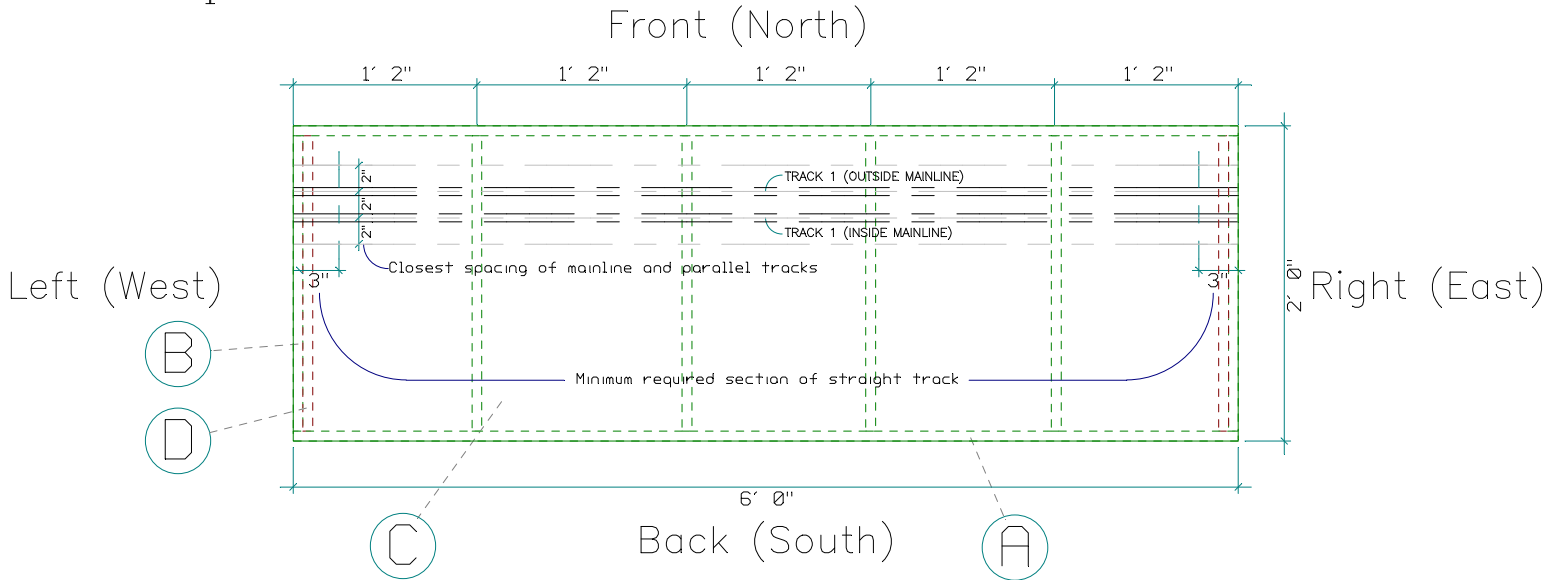 Front (North)
1' 2" 1' 2" 1' 2" 1' 2" 1' 2"
2"
TRACK 1 (OUTSIDE MAINLINE)
2"
2"
TRACK 1 (INSIDE MAINLINE)
Closest spacing of mainline and parallel tracks
3" 3"
Left (West)
2' 0"
Right (East)
B
Minimum required section of straight track
D
6' 0"
C
Back (South)
A